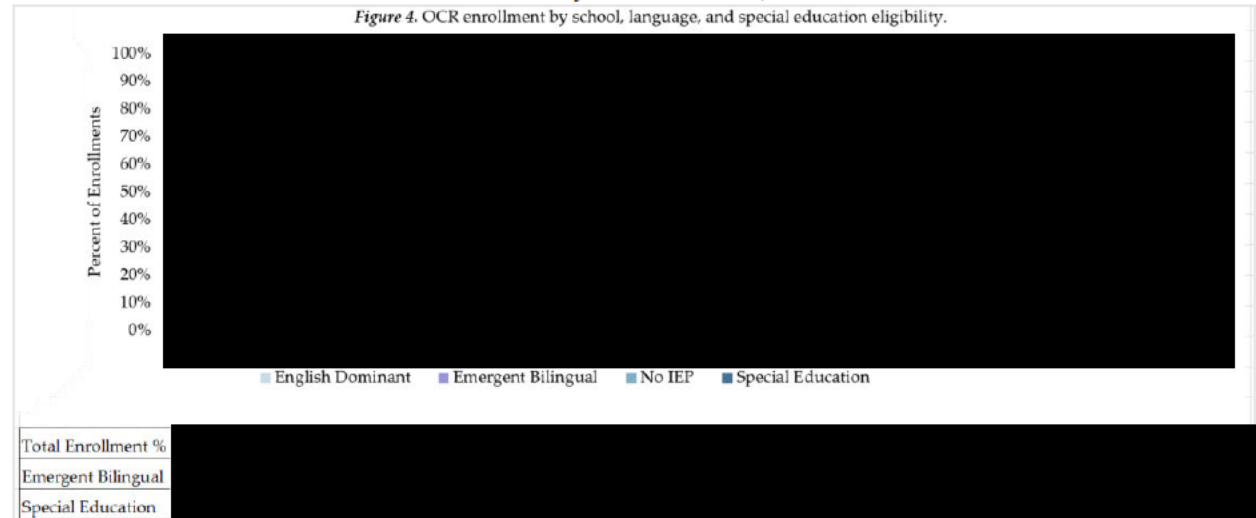 Figure 4. OCR enrollment by school, language, and special education eligibility.
100%
90%
80%
70%
60%
50%
40%
30%
20%
10%
0%
Percent of Enrollments
English Dominant Emergent Bilingual No IEP Special Education
Total Enrollment %
Emergent Bilingual
Special Education